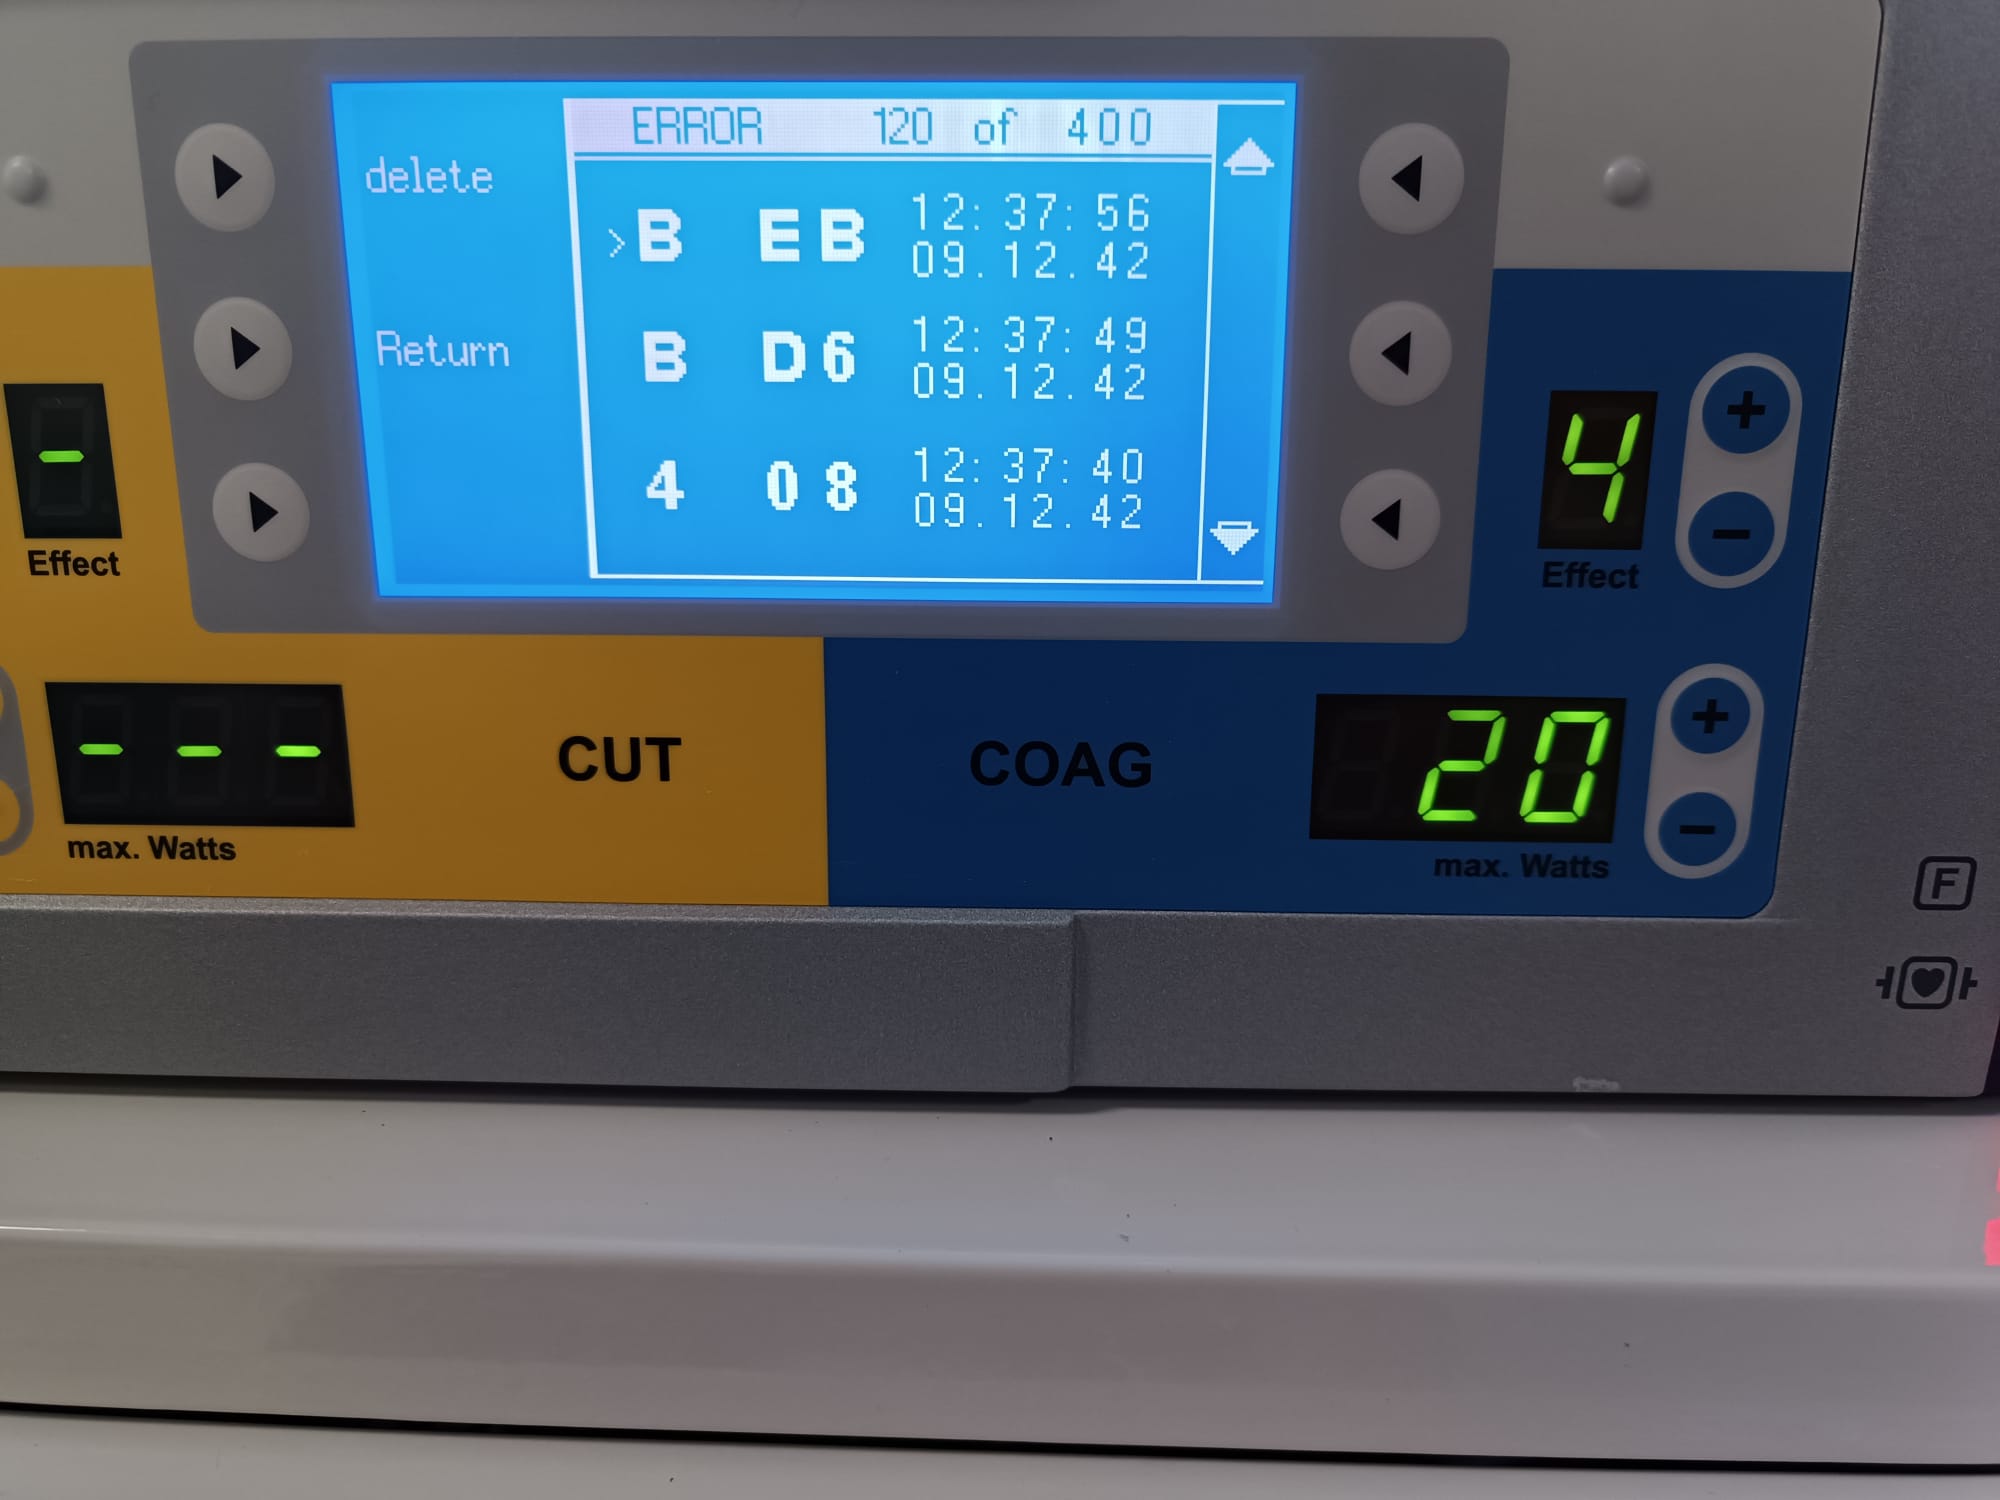 ERROR 120 of 400
delete
>B EB 12:37:56
09.12.42
Return
B D6 12:37:49
09.12.42
4 08 12:37:40
09.12.42
-
Effect
4
+
-
Effect
---
max. Watts
CUT
COAG
20
+
-
max. Watts
F